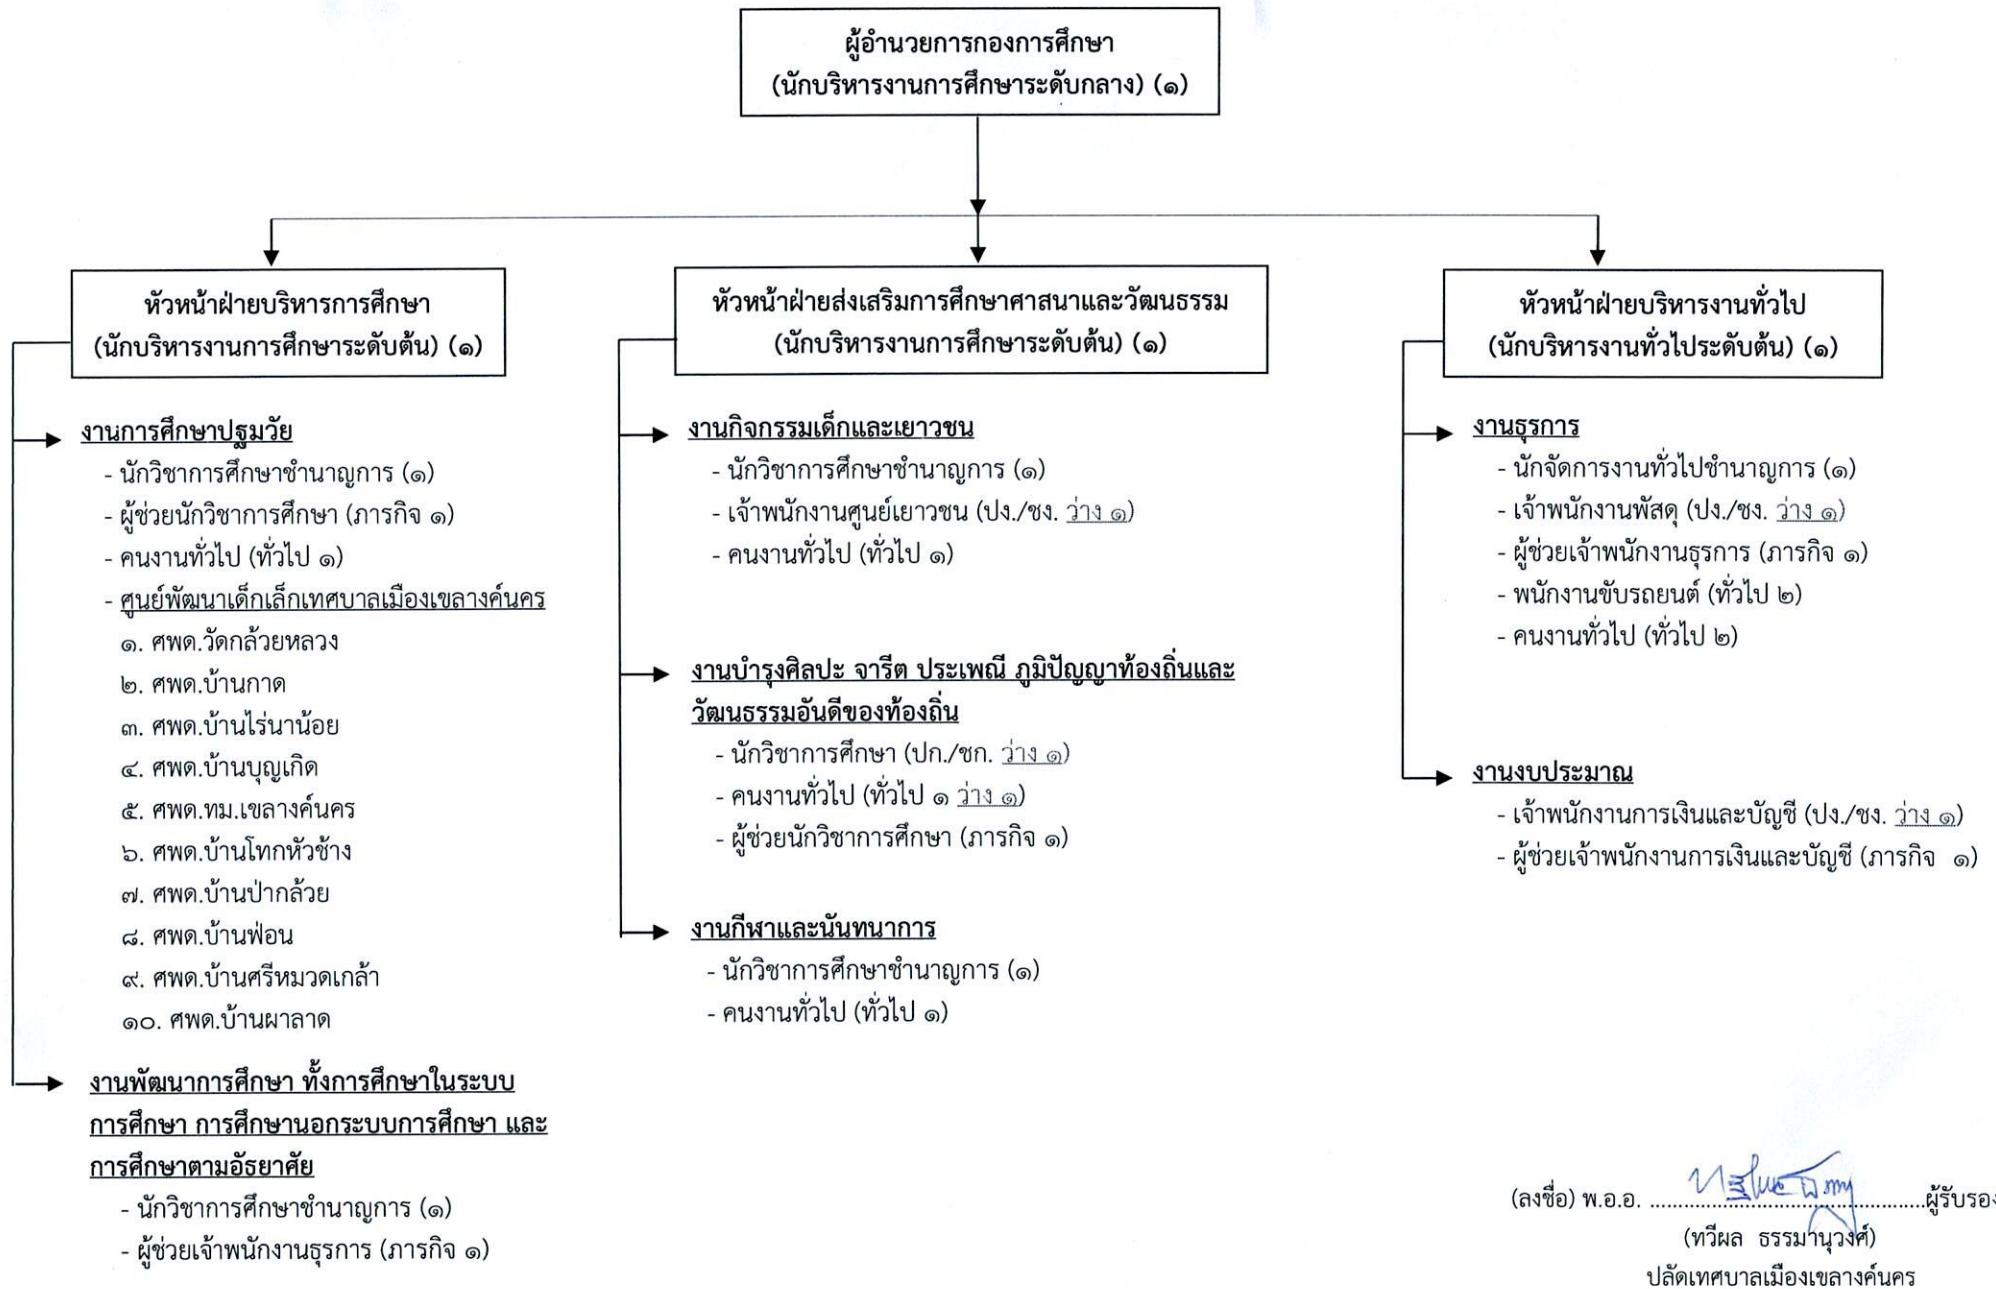 ผู้อำนวยการกองการศึกษา
(นักบริหารงานการศึกษาระดับกลาง) (๑)
หัวหน้าฝ่ายบริหารการศึกษา
(นักบริหารงานการศึกษาระดับต้น) (๑)
งานการศึกษาปฐมวัย
- นักวิชาการศึกษาชำนาญการ (๑)
- ผู้ช่วยนักวิชาการศึกษา (ภารกิจ ๑)
- คนงานทั่วไป (ทั่วไป ๑)
- ศูนย์พัฒนาเด็กเล็กเทศบาลเมืองเขลางค์นคร
๑. ศพด.วัดกล้วยหลวง
๒. ศพด.บ้านกาด
๓. ศพด.บ้านไร่นาน้อย
๔. ศพด.บ้านบุญเกิด
๕. ศพด.ทม.เขลางค์นคร
๖. ศพด.บ้านโทกหัวช้าง
๗. ศพด.บ้านป่ากล้วย
๘. ศพด.บ้านฟ่อน
๙. ศพด.บ้านศรีหมวดเกล้า
๑๐. ศพด.บ้านผาลาด
งานพัฒนาการศึกษา ทั้งการศึกษาในระบบ
การศึกษา การศึกษานอกระบบการศึกษา และ
การศึกษาตามอัธยาศัย
- นักวิชาการศึกษาชำนาญการ (๑)
- ผู้ช่วยเจ้าพนักงานธุรการ (ภารกิจ ๑)
หัวหน้าฝ่ายส่งเสริมการศึกษาศาสนาและวัฒนธรรม
(นักบริหารงานการศึกษาระดับต้น) (๑)
งานกิจกรรมเด็กและเยาวชน
- นักวิชาการศึกษาชำนาญการ (๑)
- เจ้าพนักงานศูนย์เยาวชน (ปง./ชง. ว่าง ๑)
- คนงานทั่วไป (ทั่วไป ๑)
งานบำรุงศิลปะ จารีต ประเพณี ภูมิปัญญาท้องถิ่นและ
วัฒนธรรมอันดีของท้องถิ่น
- นักวิชาการศึกษา (ปก./ชก. ว่าง ๑)
- คนงานทั่วไป (ทั่วไป ๑ ว่าง ๑)
- ผู้ช่วยนักวิชาการศึกษา (ภารกิจ ๑)
งานกีฬาและนันทนาการ
- นักวิชาการศึกษาชำนาญการ (๑)
- คนงานทั่วไป (ทั่วไป ๑)
หัวหน้าฝ่ายบริหารงานทั่วไป
(นักบริหารงานทั่วไประดับต้น) (๑)
งานธุรการ
- นักจัดการงานทั่วไปชำนาญการ (๑)
- เจ้าพนักงานพัสดุ (ปง./ชง. ว่าง ๑)
- ผู้ช่วยเจ้าพนักงานธุรการ (ภารกิจ ๑)
- พนักงานขับรถยนต์ (ทั่วไป ๒)
- คนงานทั่วไป (ทั่วไป ๒)
งานงบประมาณ
- เจ้าพนักงานการเงินและบัญชี (ปง./ชง. ว่าง ๑)
- ผู้ช่วยเจ้าพนักงานการเงินและบัญชี (ภารกิจ ๑)
(ลงชื่อ) พ.อ.อ. ..........................................ผู้รับรอง
(ทวีผล ธรรมานุวงศ์)
ปลัดเทศบาลเมืองเขลางค์นคร